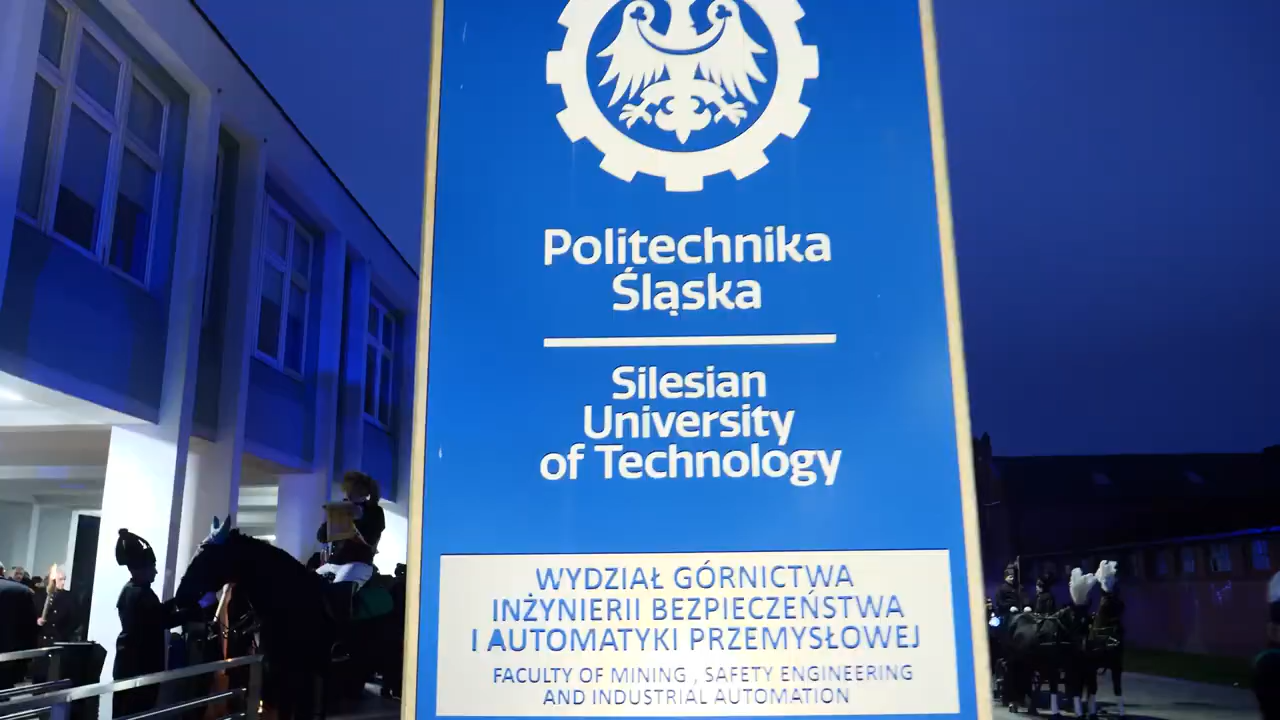 Politechnika
Śląska
Silesian
University
of Technology
WYDZIAŁ GÓRNICTWA
INŻYNIERII BEZPIECZEŃSTWA
I AUTOMATYKI PRZEMYSŁOWEJ
FACULTY OF MINING , SAFETY ENGINEERING
AND INDUSTRIAL AUTOMATION